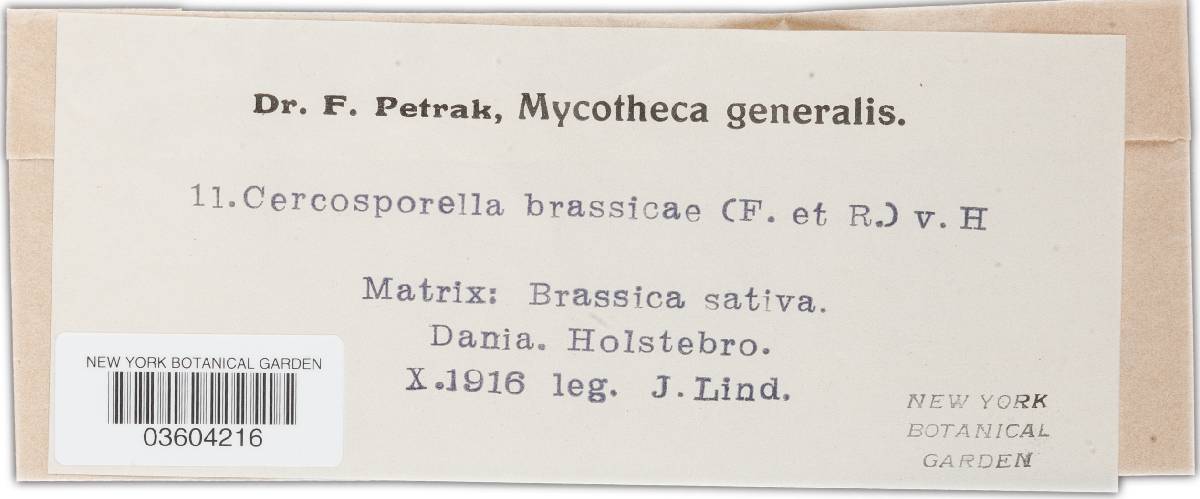 Dr. F. Petrak, Mycotheca generalis.
11. Cercosporella brassicae (F. et R.) v. H
Matrix: Brassica sativa.
Dania. Holstebro.
X.1916 leg. J. Lind.
NEW YORK BOTANICAL GARDEN
03604216
NEW YORK
BOTANICAL
GARDEN